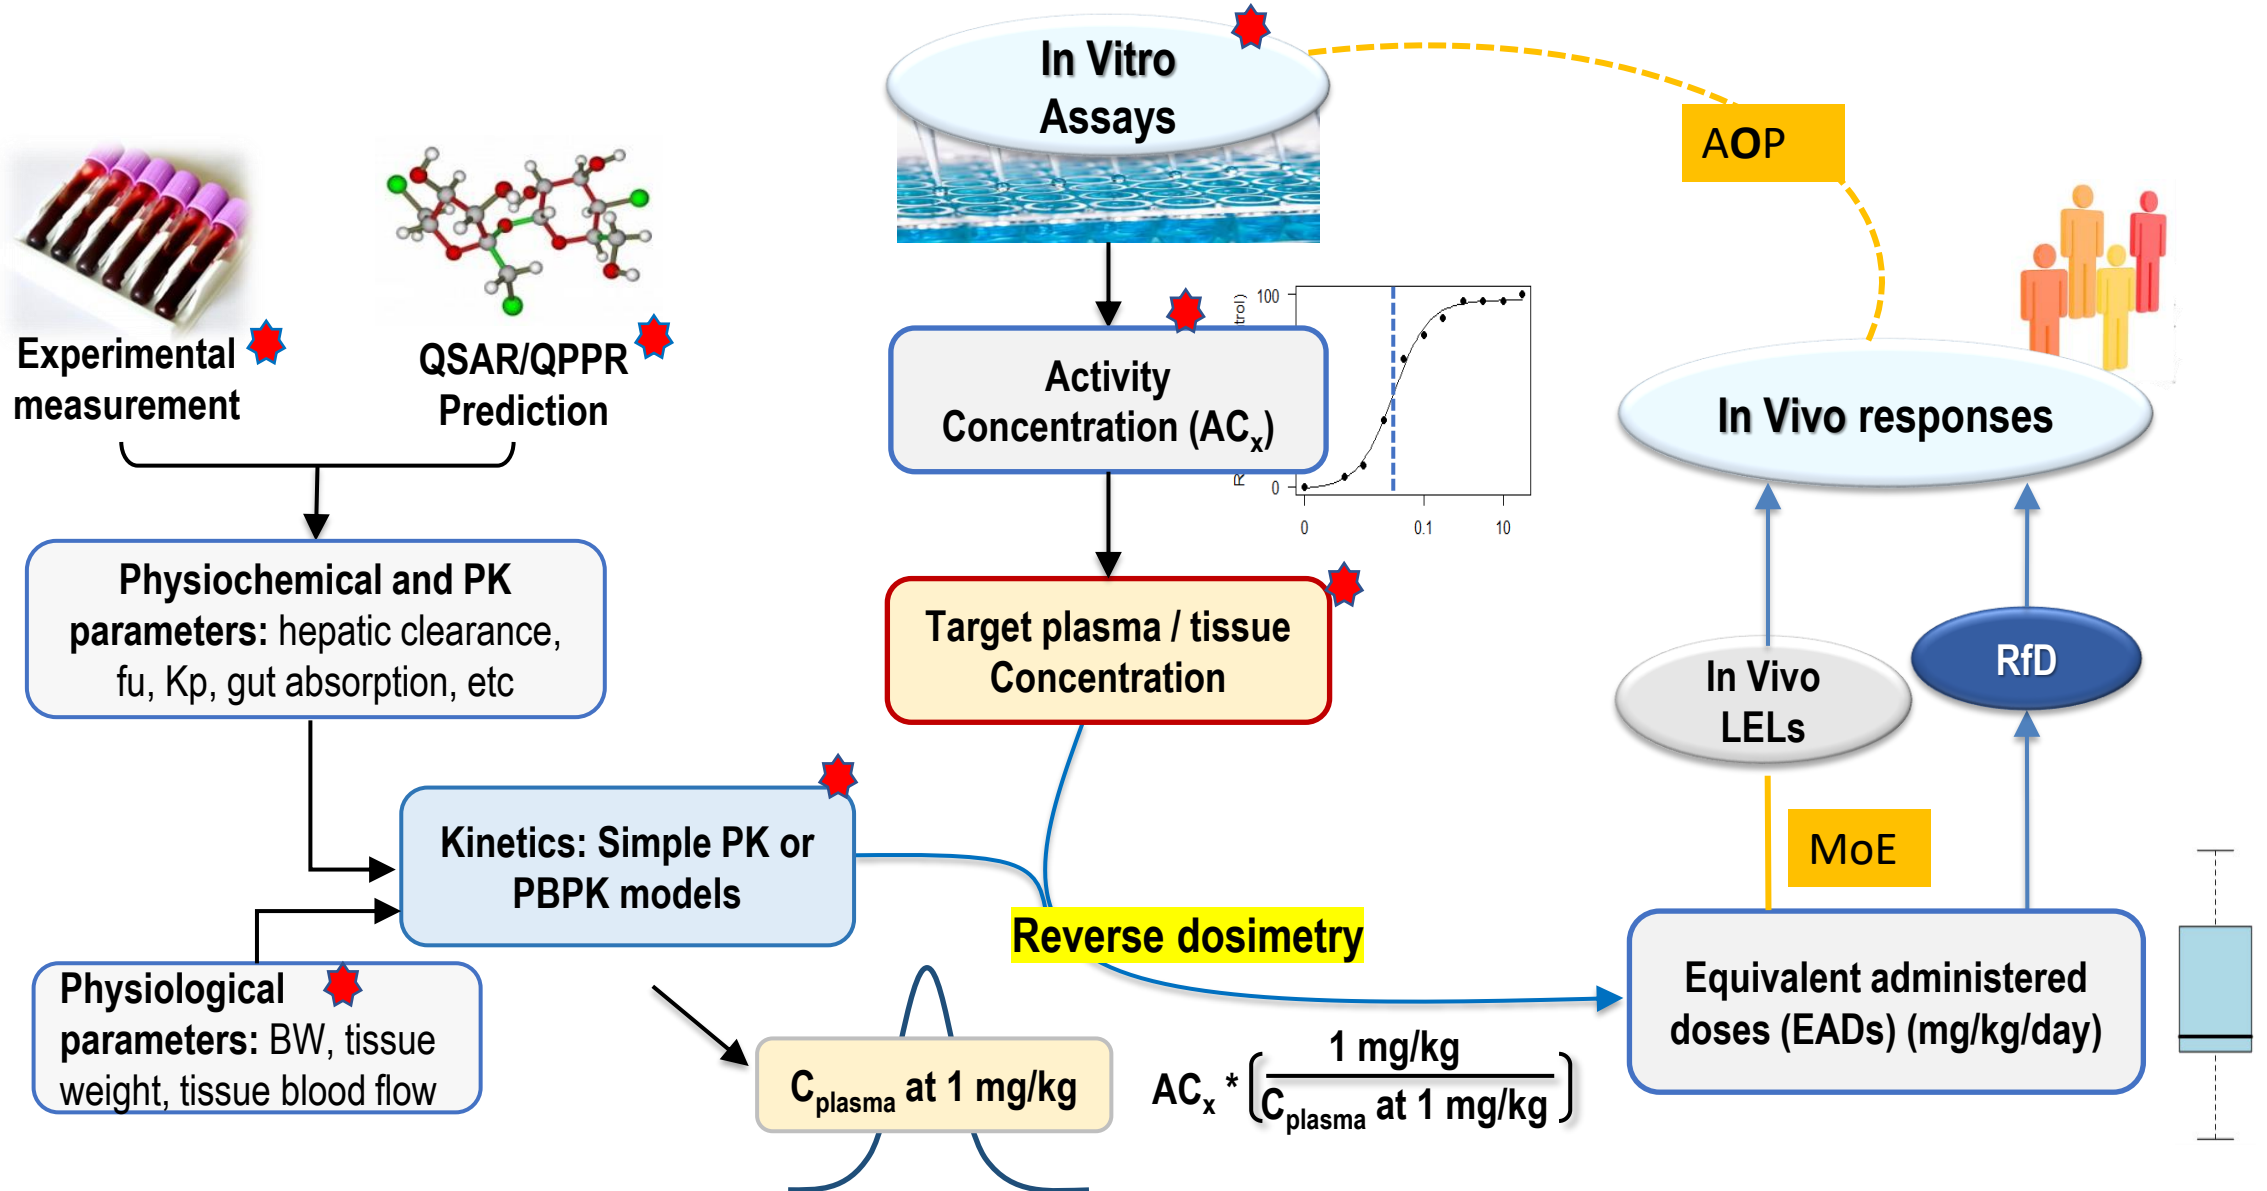 In Vitro
Assays
AOP
Experimental
measurement
QSAR/QPPR
Prediction
Activity
Concentration (ACx)
100
0
0
0.1
10
In Vivo responses
Physiochemical and PK
parameters: hepatic clearance,
fu, Kp, gut absorption, etc
Target plasma / tissue
Concentration
In Vivo
LELs
RfD
Kinetics: Simple PK or
PBPK models
MoE
Reverse dosimetry
Physiological
parameters: BW, tissue
weight, tissue blood flow
Cplasma at 1 mg/kg
1 mg/kg
ACx * (
Cplasma at 1 mg/kg )
Equivalent administered
doses (EADs) (mg/kg/day)